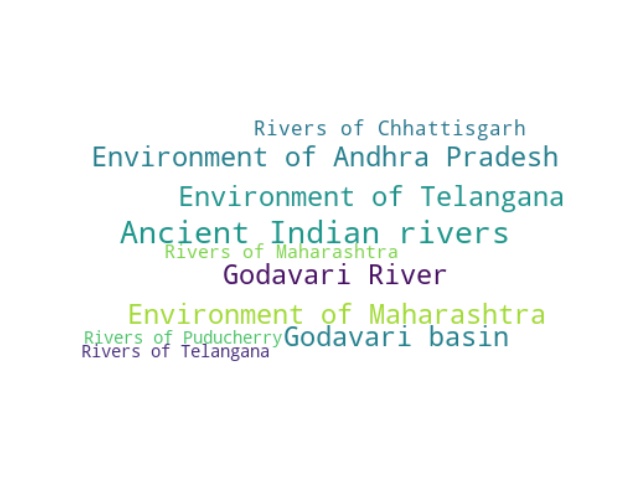 Rivers of Chhattisgarh
Environment of Andhra Pradesh
Environment of Telangana
Ancient Indian rivers
Rivers of Maharashtra
Godavari River
Environment of Maharashtra
Rivers of Puducherry Godavari basin
Rivers of Telangana